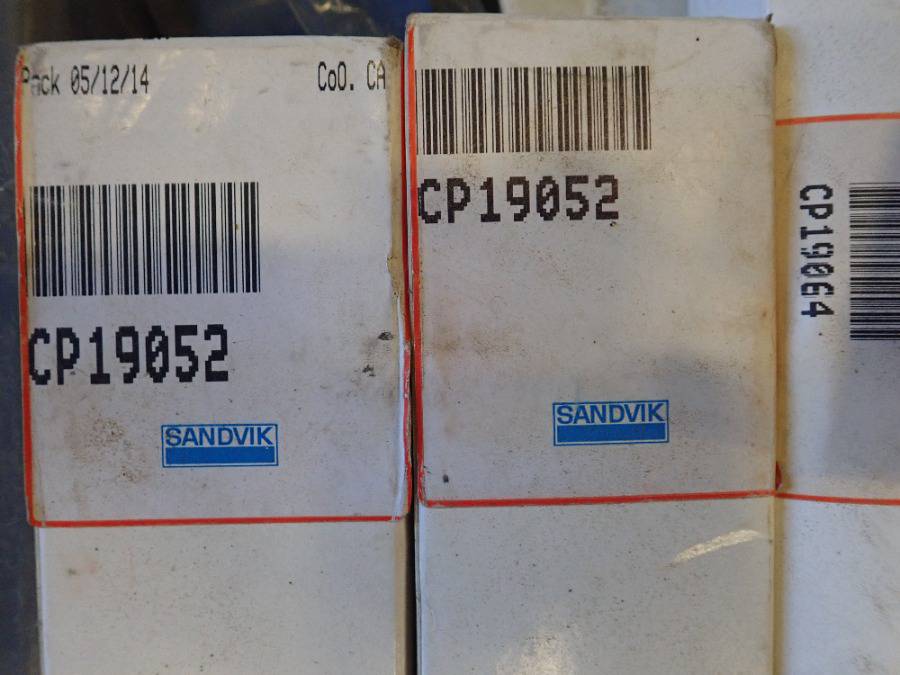 Pack 05/12/14 CoO. CA
CP19052
SANDVIK
CP19052
SANDVIK
CP19064